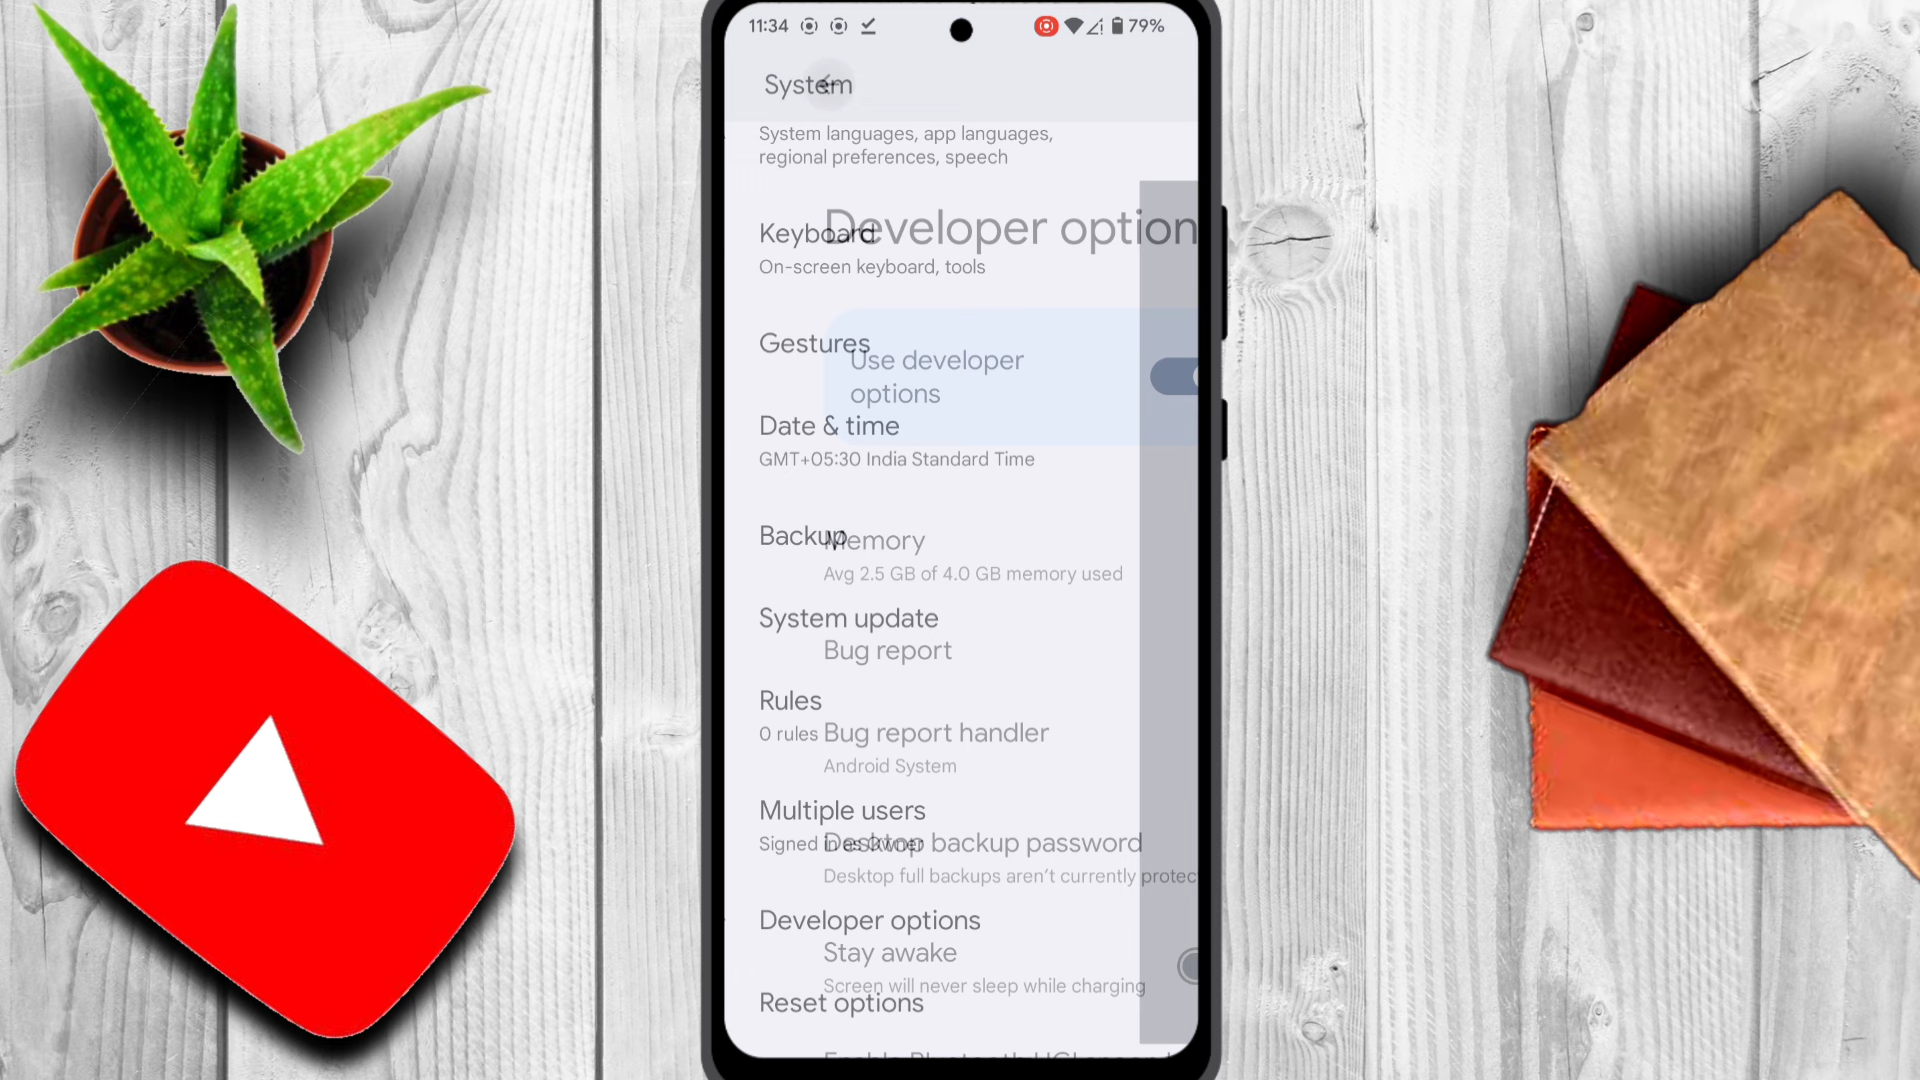 11:34
79%
System
System languages, app languages,
regional preferences, speech
Developer option
Keyboard
On-screen keyboard, tools
Gestures
Use developer
options
Date & time
GMT+05:30 India Standard Time
Backup
Memory
Avg 2.5 GB of 4.0 GB memory used
System update
Bug report
Rules
0 rules
Bug report handler
Android System
Multiple users
Signed in as Owner
Desktop backup password
Desktop full backups aren't currently protec
Developer options
Stay awake
Screen will never sleep while charging
Reset options